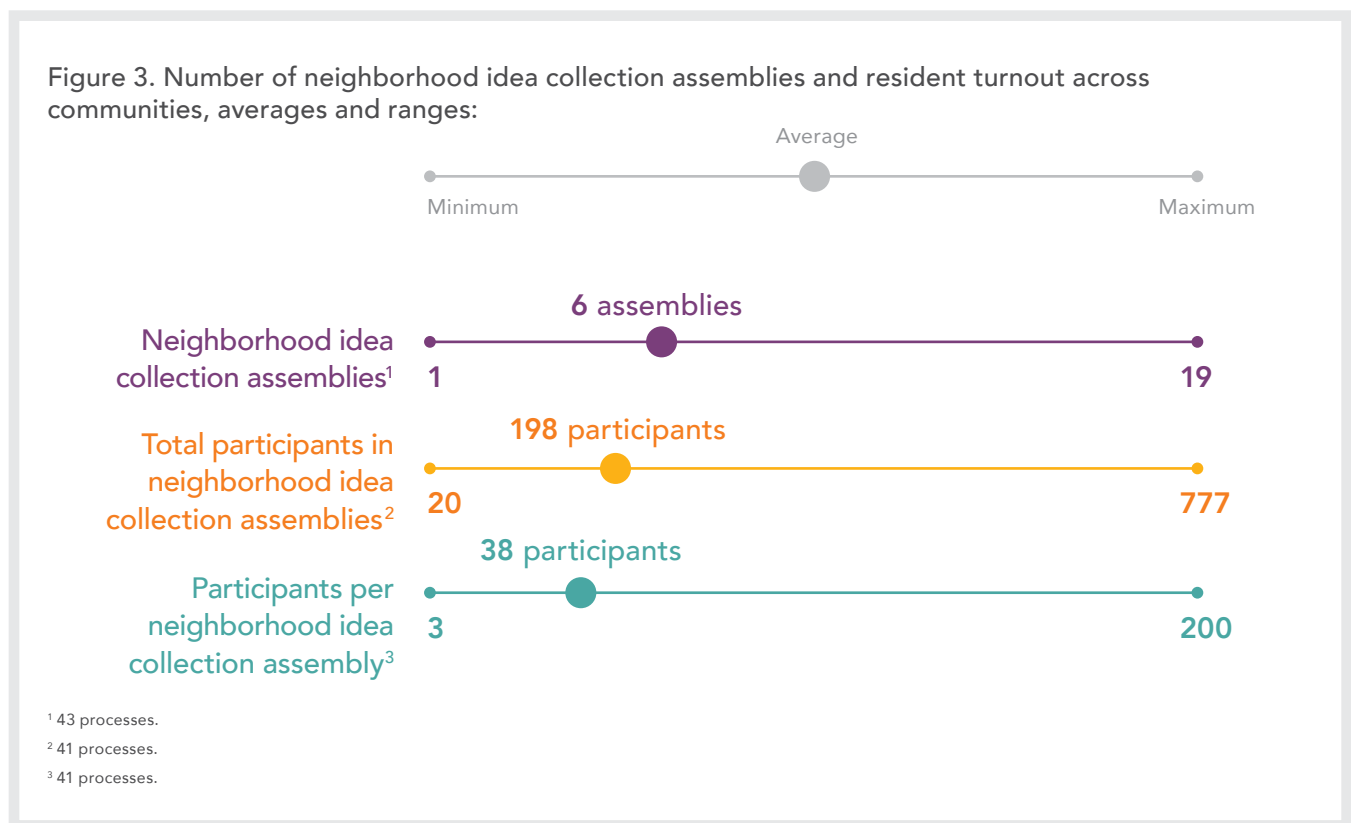 Figure 3. Number of neighborhood idea collection assemblies and resident turnout across
communities, averages and ranges:
Average
Minimum
Maximum
6 assemblies
Neighborhood idea
collection assemblies¹
1
19
198 participants
Total participants in
neighborhood idea
collection assemblies²
20
777
38 participants
Participants per
neighborhood idea
collection assembly³
3
200
¹ 43 processes.
² 41 processes.
³ 41 processes.